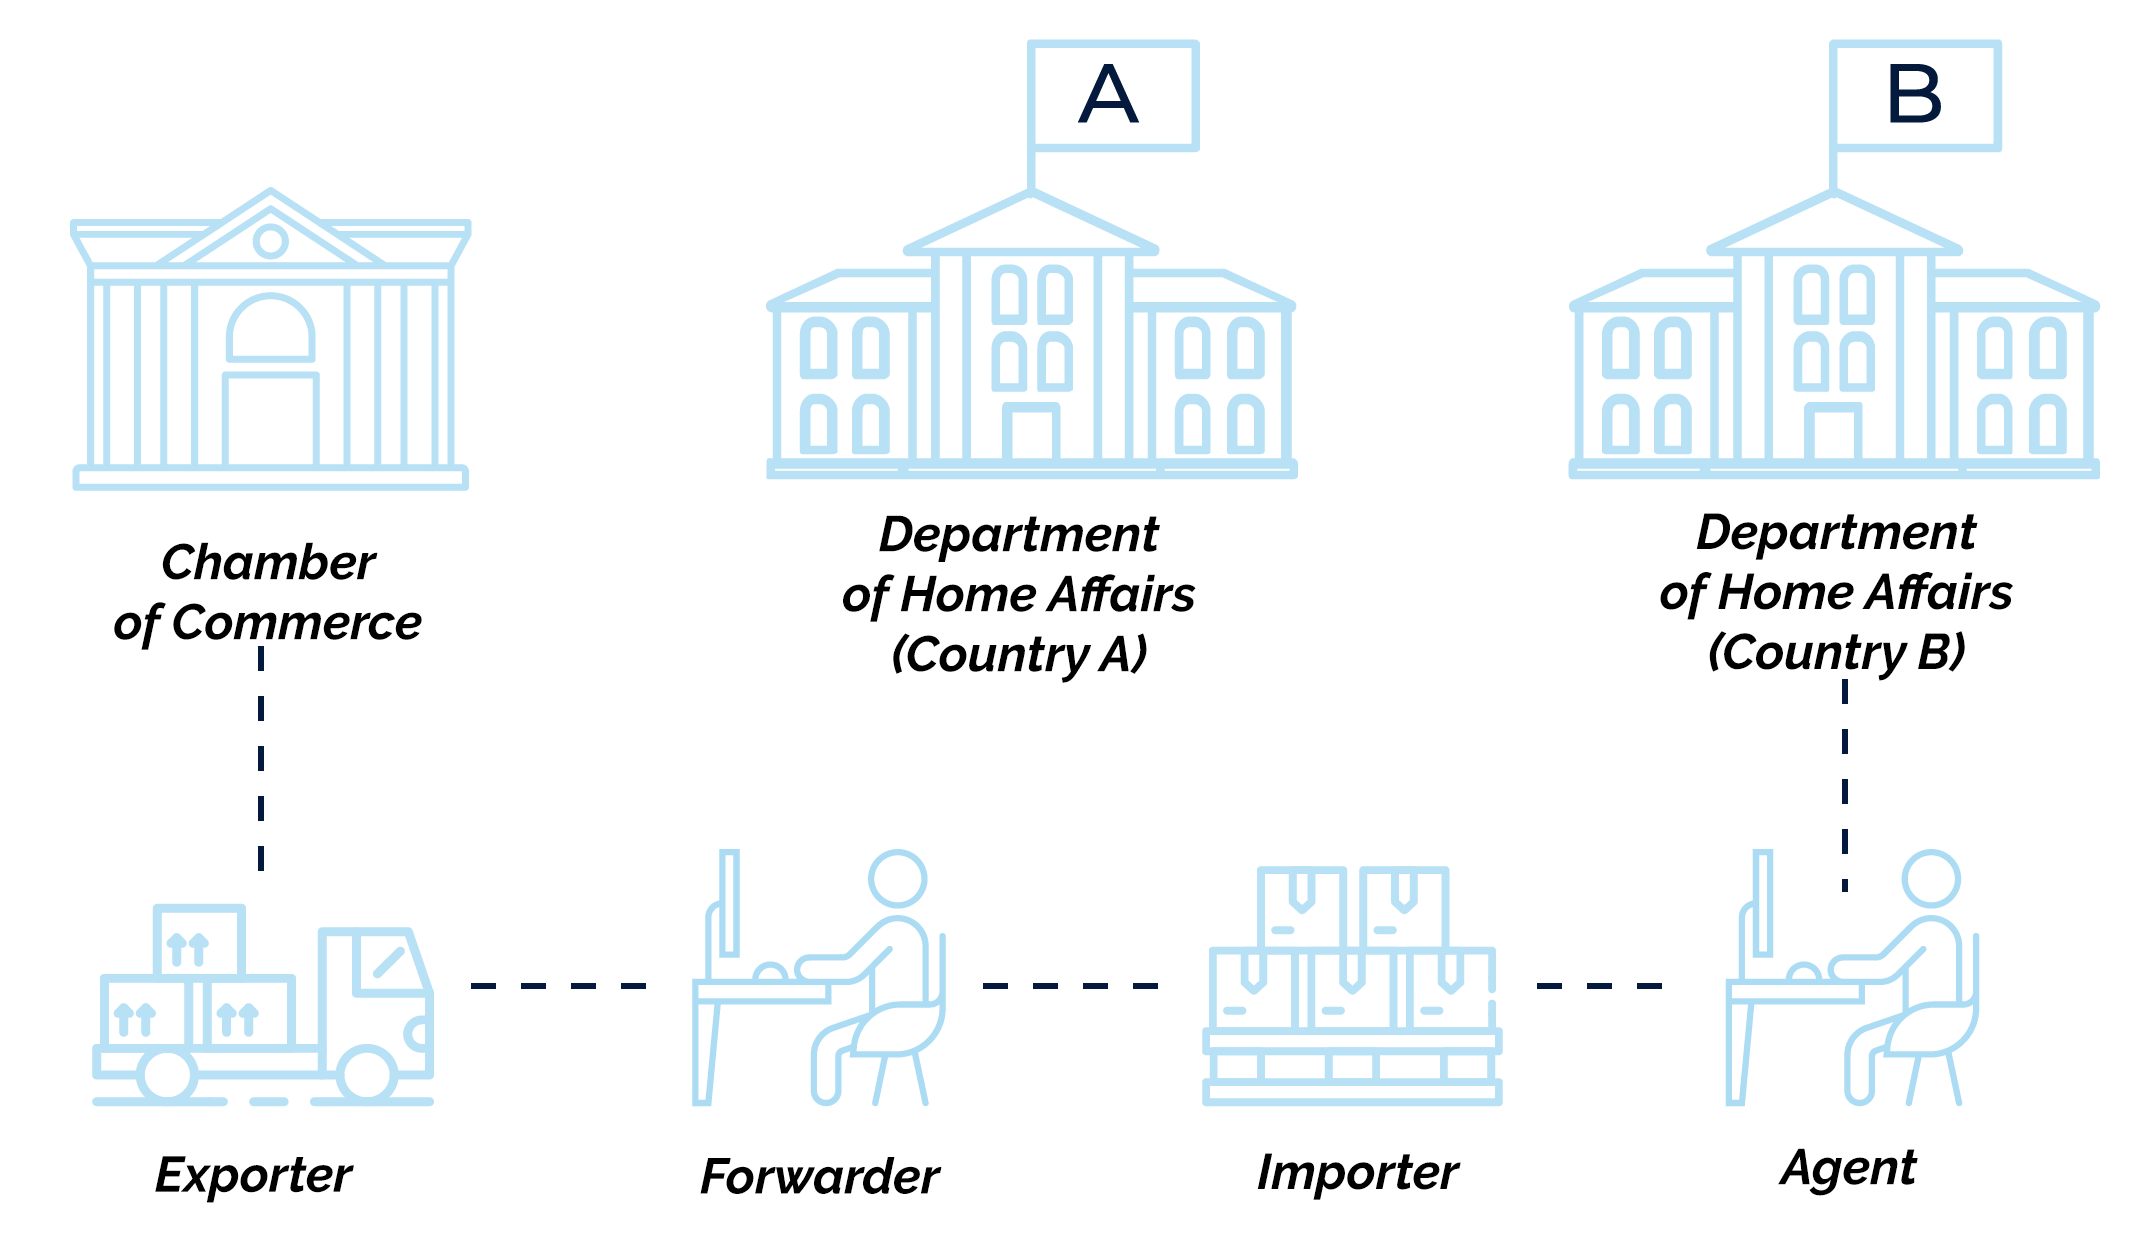 A
B
Chamber
of Commerce
Department
of Home Affairs
(Country A)
Department
of Home Affairs
(Country B)
Exporter
Forwarder
Importer
Agent